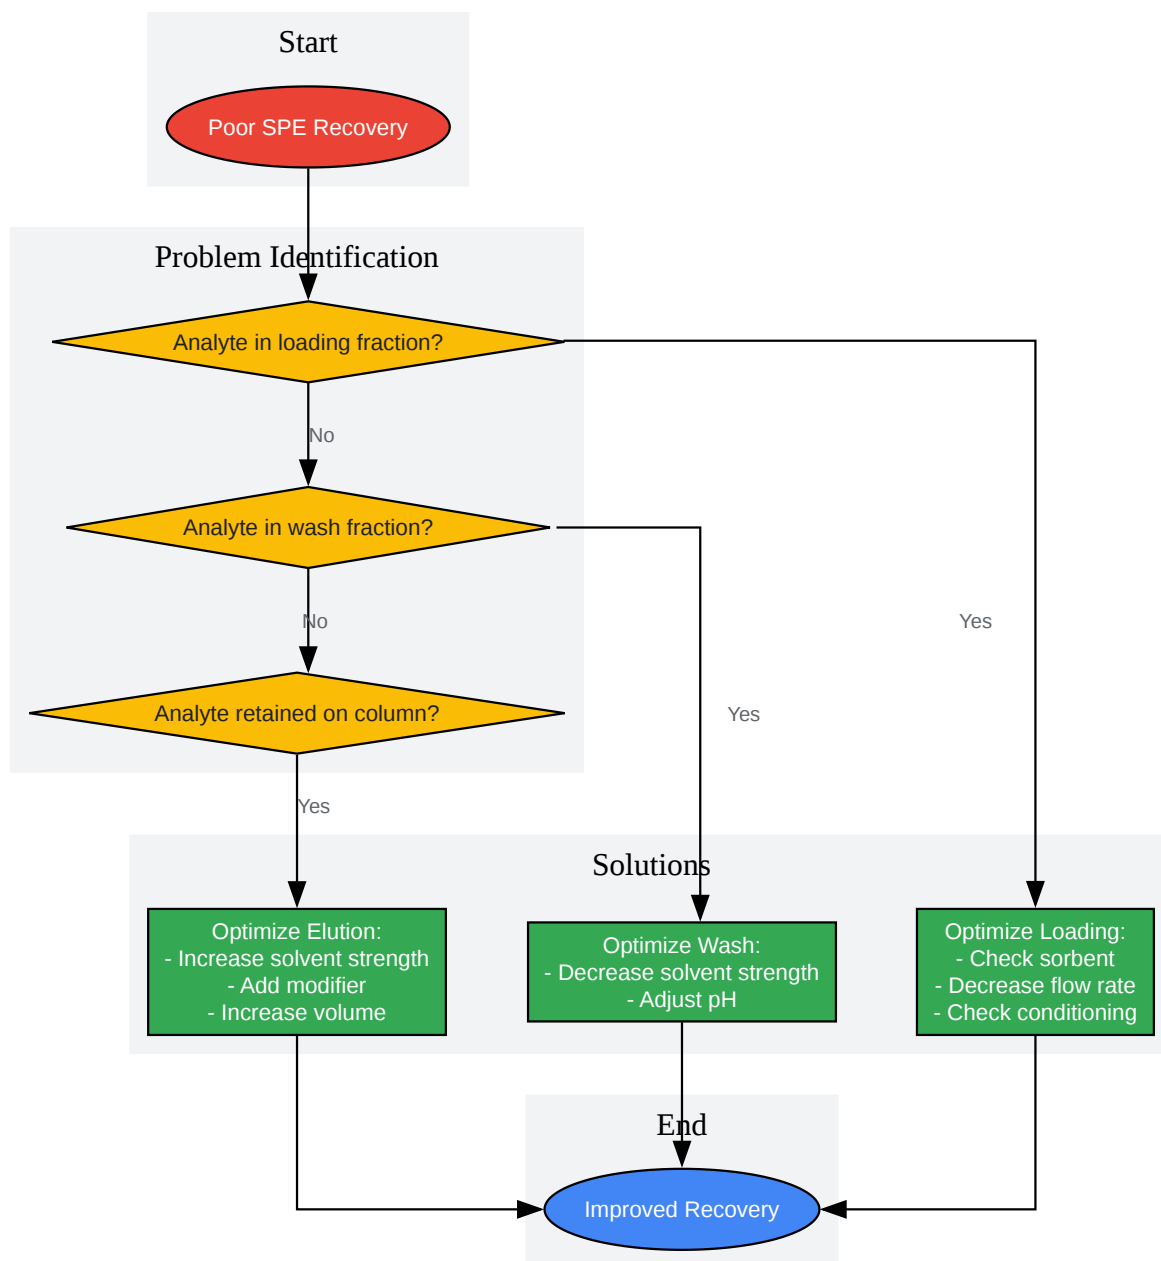 Start
Poor SPE Recovery
Problem Identification
Analyte in loading fraction?
No
Analyte in wash fraction?
No
Yes
Analyte retained on column?
Yes
Yes
Solutions
Optimize Elution:
- Increase solvent strength
- Add modifier
- Increase volume
Optimize Wash:
- Decrease solvent strength
- Adjust pH
Optimize Loading:
- Check sorbent
- Decrease flow rate
- Check conditioning
End
Improved Recovery